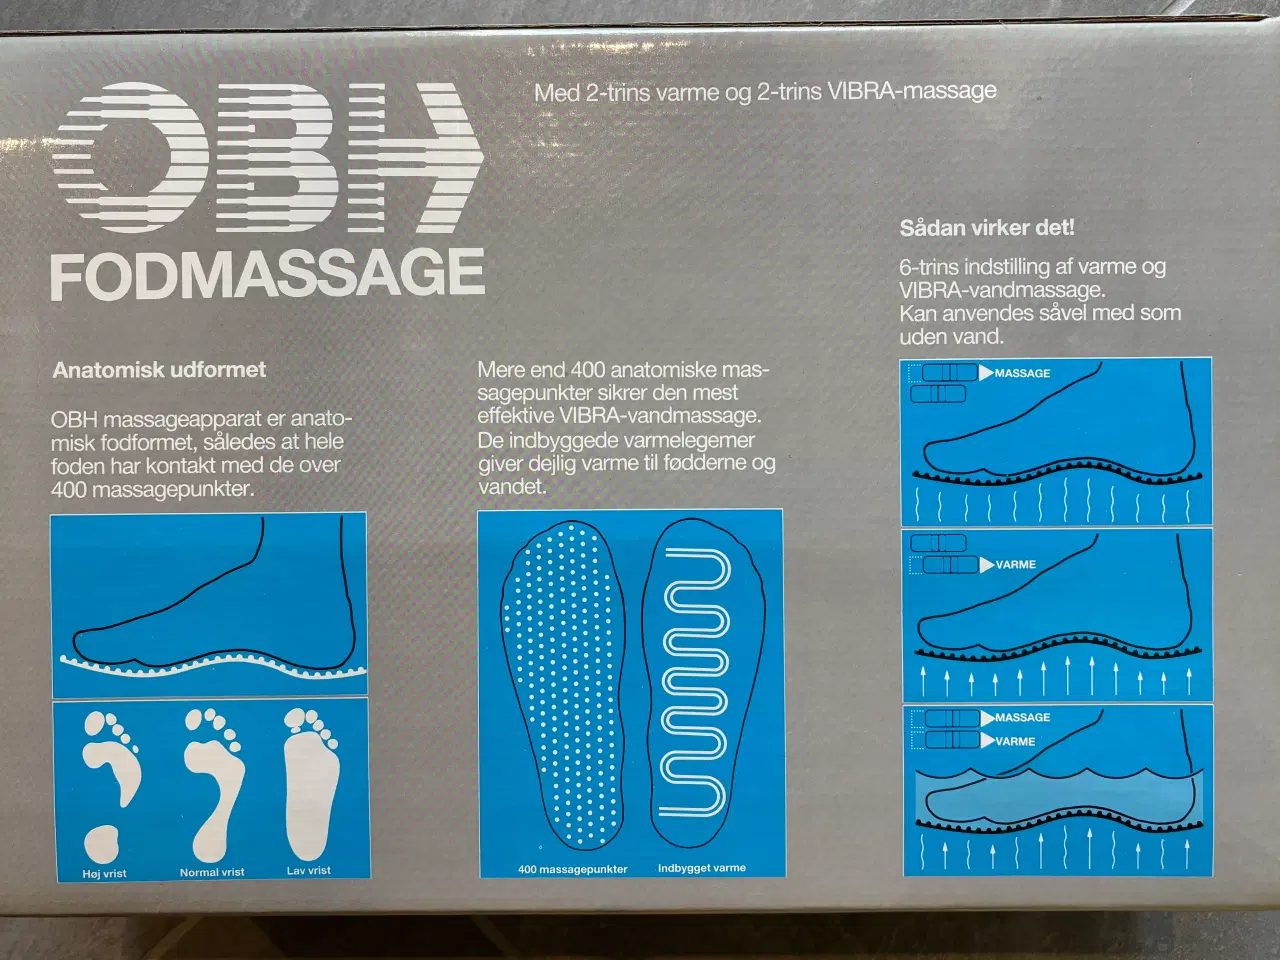 OBH
FODMASSAGE
Med 2-trins varme og 2-trins VIBRA-massage
Anatomisk udformet
OBH massageapparat er anato-
misk fodformet, således at hele
foden har kontakt med de over
400 massagepunkter.
Høj vrist
Normal vrist
Lav vrist
Mere end 400 anatomiske mas-
sagepunkter sikrer den mest
effektive VIBRA-vandmassage.
De indbyggede varmelegemer
giver dejlig varme til fødderne og
vandet.
400 massagepunkter
Indbygget varme
Sådan virker det!
6-trins indstilling af varme og
VIBRA-vandmassage.
Kan anvendes såvel med som
uden vand.
MASSAGE
VARME
MASSAGE
VARME